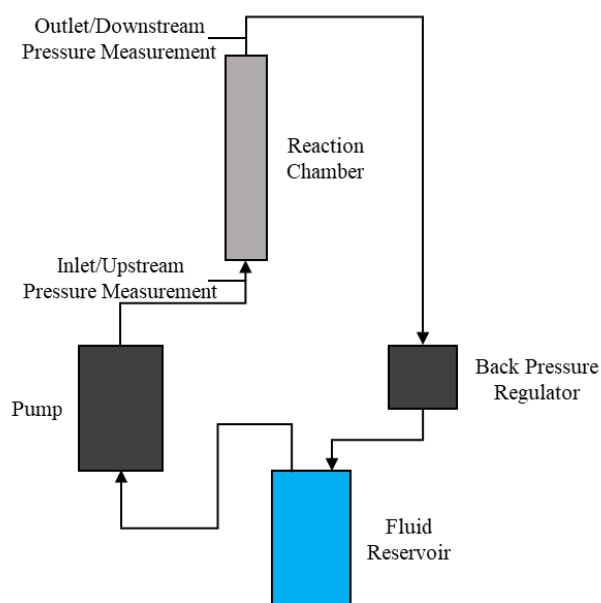 Outlet/Downstream
Pressure Measurement
Reaction
Chamber
Inlet/Upstream
Pressure Measurement
Pump
Back Pressure
Regulator
Fluid
Reservoir